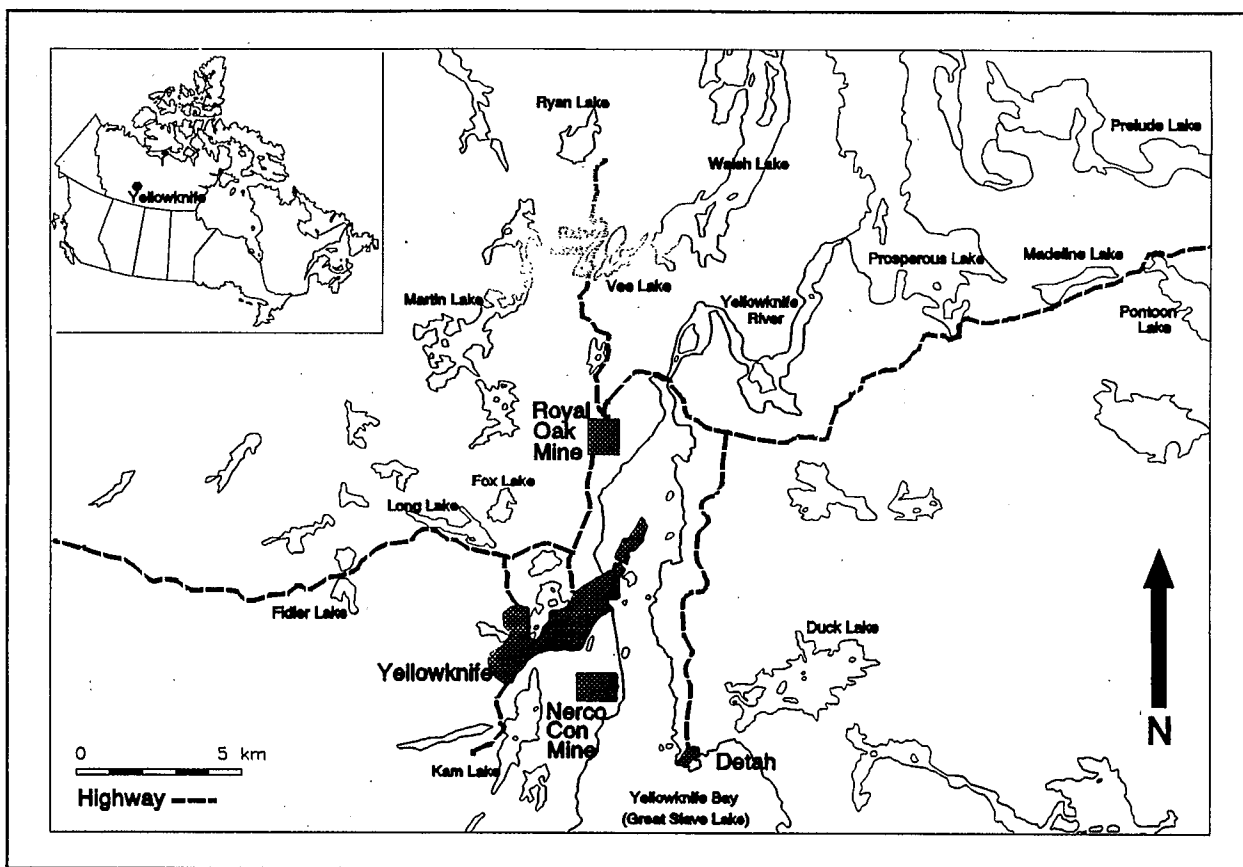 Yellowknife
Ryan Lake
Walsh Lake
Prelude Lake
Vee Lake
Martin Lake
Yellowknife
River
Prosperous Lake
Madeline Lake
Pontoon
Lake
Royal
Oak
Mine
Fox Lake
Long Lake
Fidler Lake
Yellowknife
Nerco
Con
Mine
Kam Lake
Duck Lake
Detah
Yellowknife Bay
(Great Slave Lake)
N
0 5 km
Highway